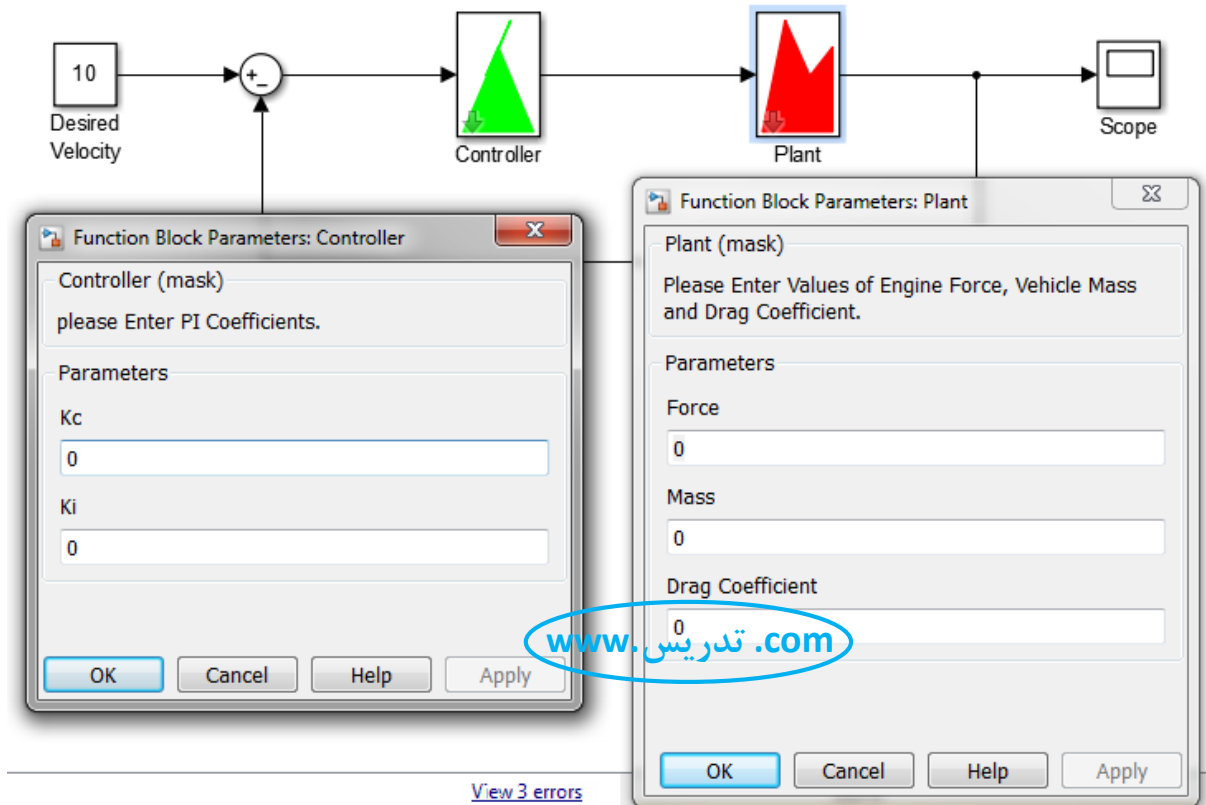 10
+
-
Desired
Velocity
Controller
Plant
Scope
Function Block Parameters: Controller
Controller (mask)
please Enter PI Coefficients.
Parameters
Kc
0
Ki
0
OK Cancel Help Apply
Function Block Parameters: Plant
Plant (mask)
Please Enter Values of Engine Force, Vehicle Mass
and Drag Coefficient.
Parameters
Force
0
Mass
0
Drag Coefficient
0
www.تدریس.com
OK Cancel Help Apply
View 3 errors